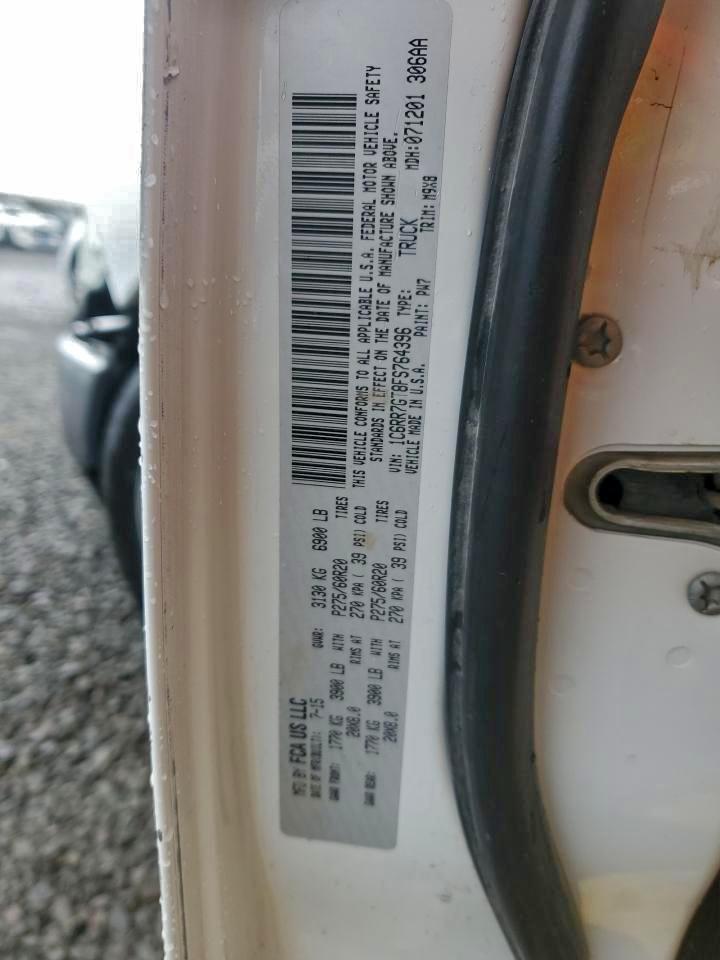 MFD BY FCA US LLC
DATE OF MFR(BUILT): 7-15 GVWR: 3130 KG 6900 LB
GAWR FRONT: 1770 KG 3900 LB WITH P275/60R20 TIRES
20X8.0 RIMS AT 270 KPA ( 39 PSI) COLD
GAWR REAR: 1770 KG 3900 LB WITH P275/60R20 TIRES
20X8.0 RIMS AT 270 KPA ( 39 PSI) COLD
THIS VEHICLE CONFORMS TO ALL APPLICABLE U.S.A. FEDERAL MOTOR VEHICLE SAFETY
STANDARDS IN EFFECT ON THE DATE OF MANUFACTURE SHOWN ABOVE.
VIN: 1C6RR7GT8FS764396 TYPE: TRUCK MDH:071201 306AA
VEHICLE MADE IN U.S.A. PAINT: PW7 TRIM: M9X8